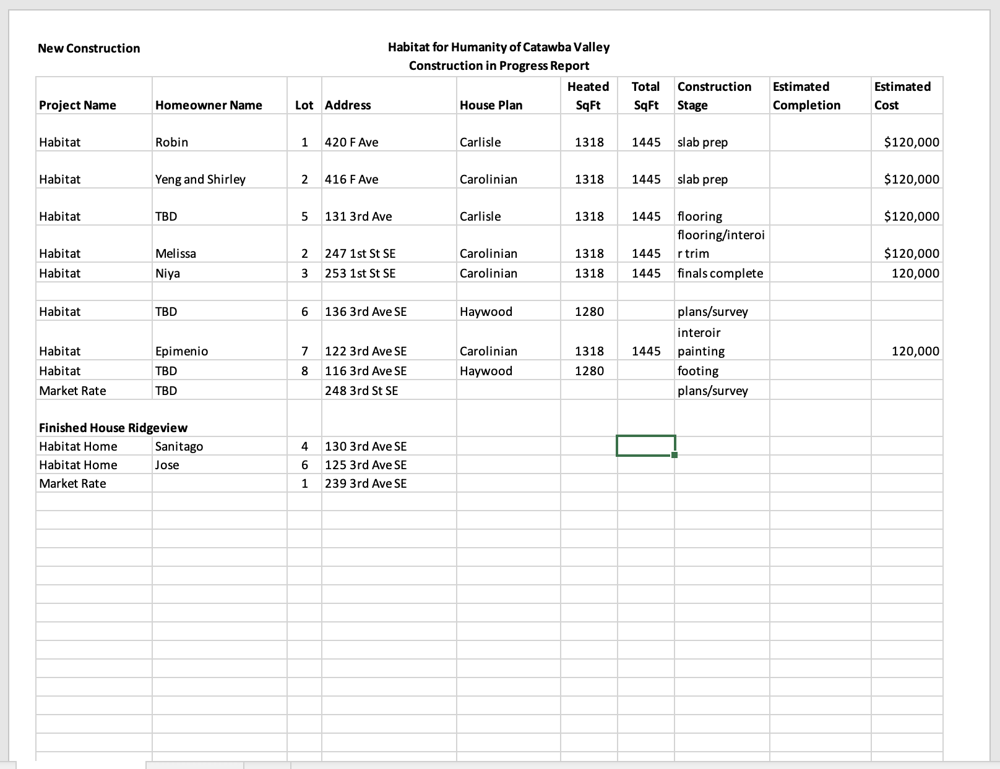 New Construction
Habitat for Humanity of Catawba Valley
Construction in Progress Report
Project Name Homeowner Name Lot Address House Plan Heated SqFt Total SqFt Construction Stage Estimated Completion Estimated Cost
Habitat Robin 1 420 F Ave Carlisle 1318 1445 slab prep $120,000
Habitat Yeng and Shirley 2 416 F Ave Carolinian 1318 1445 slab prep $120,000
Habitat TBD 5 131 3rd Ave Carlisle 1318 1445 flooring $120,000
Habitat Melissa 2 247 1st St SE Carolinian 1318 1445 flooring/interoir trim $120,000
Habitat Niya 3 253 1st St SE Carolinian 1318 1445 finals complete 120,000
Habitat TBD 6 136 3rd Ave SE Haywood 1280 plans/survey
Habitat Epimenio 7 122 3rd Ave SE Carolinian 1318 1445 interoir painting 120,000
Habitat TBD 8 116 3rd Ave SE Haywood 1280 footing
Market Rate TBD 248 3rd St SE plans/survey
Finished House Ridgeview
Habitat Home Sanitago 4 130 3rd Ave SE
Habitat Home Jose 6 125 3rd Ave SE
Market Rate 1 239 3rd Ave SE